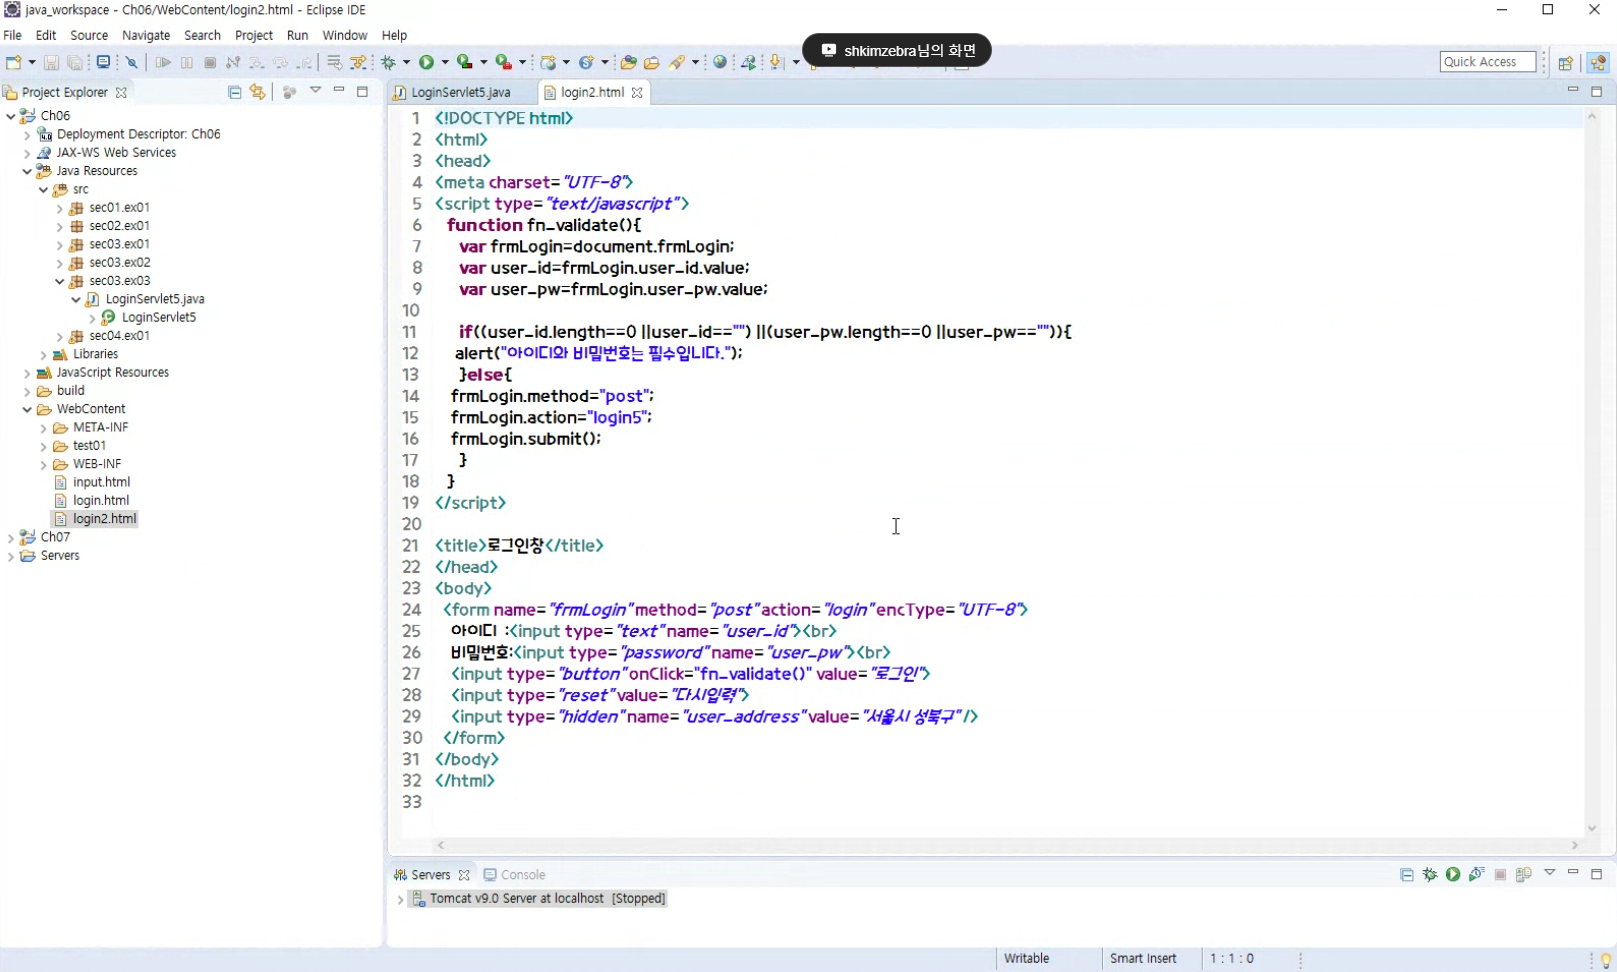 java_workspace - Ch06/WebContent/login2.html - Eclipse IDE
File Edit Source Navigate Search Project Run Window Help
shkimzebra님의 화면
Quick Access
Project Explorer
LoginServlet5.java
login2.html
Ch06
Deployment Descriptor: Ch06
JAX-WS Web Services
Java Resources
src
sec01.ex01
sec02.ex01
sec03.ex01
sec03.ex02
sec03.ex03
LoginServlet5.java
LoginServlet5
sec04.ex01
Libraries
JavaScript Resources
build
WebContent
META-INF
test01
WEB-INF
input.html
login.html
login2.html
Ch07
Servers
1 <!DOCTYPE html>
2 <html>
3 <head>
4 <meta charset="UTF-8">
5 <script type="text/javascript">
6 function fn_validate(){
7 var frmLogin=document.frmLogin;
8 var user_id=frmLogin.user_id.value;
9 var user_pw=frmLogin.user_pw.value;
10
11 if((user_id.length==0 ||user_id=="") ||(user_pw.length==0 ||user_pw=="")){
12 alert("아이디와 비밀번호는 필수입니다.");
13 }else{
14 frmLogin.method="post";
15 frmLogin.action="login5";
16 frmLogin.submit();
17 }
18 }
19 </script>
20
21 <title>로그인창</title>
22 </head>
23 <body>
24 <form name="frmLogin"method="post"action="login"encType="UTF-8">
25 아이디 :<input type="text"name="user_id"><br>
26 비밀번호:<input type="password"name="user_pw"><br>
27 <input type="button"onClick="fn_validate()" value="로그인">
28 <input type="reset"value="다시입력">
29 <input type="hidden"name="user_address"value="서울시 성북구"/>
30 </form>
31 </body>
32 </html>
33
Servers
Console
Tomcat v9.0 Server at localhost [Stopped]
Writable
Smart Insert
1 : 1 : 0